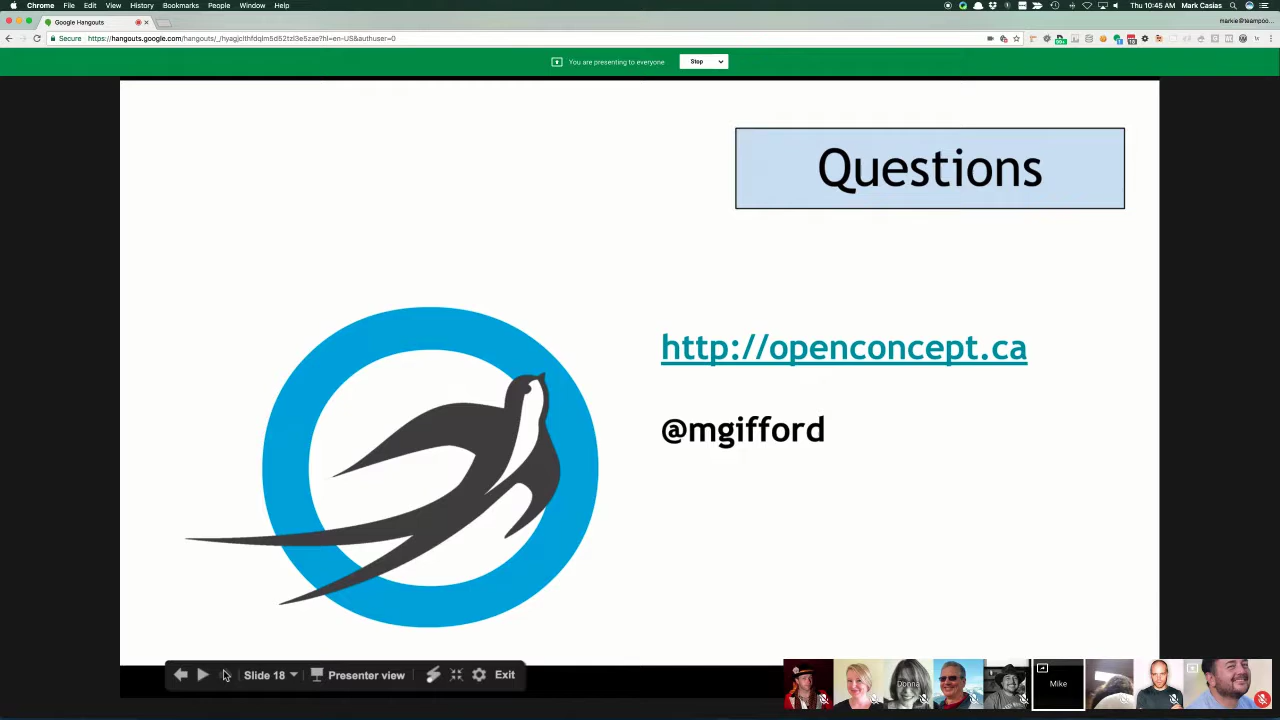 Chrome File Edit View History Bookmarks People Window Help
Thu 10:45 AM Mark Casias
Google Hangouts
Secure
You are presenting to everyone
Stop
Questions
http://openconcept.ca
@mgifford
Slide 18
Presenter view
Exit
Donna
Mike